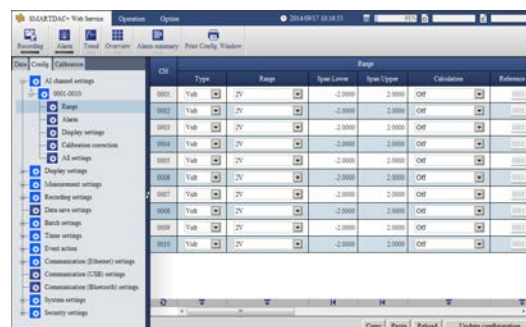 SMARTDAC+ Web Service Operation Option 2014/09/17 10:16:53
Recording Alarm Trend Overview Alarm summary Print Config. Window
Data Config Calibration
AI channel settings
0001-0010
Range
Alarm
Display settings
Calibration correction
All settings
Display settings
Measurement settings
Recording settings
Data save settings
Batch settings
Timer settings
Event action
Communication (Ethernet) settings
Communication (USB) settings
Communication (Bluetooth) settings
System settings
Security settings
Range
CH Type Range Span Lower Span Upper Calculation Reference
0001 Volt 2V -2.0000 2.0000 Off
0002 Volt 2V -2.0000 2.0000 Off
0003 Volt 2V -2.0000 2.0000 Off
0004 Volt 2V -2.0000 2.0000 Off
0005 Volt 2V -2.0000 2.0000 Off
0006 Volt 2V -2.0000 2.0000 Off
0007 Volt 2V -2.0000 2.0000 Off
0008 Volt 2V -2.0000 2.0000 Off
0009 Volt 2V -2.0000 2.0000 Off
0010 Volt 2V -2.0000 2.0000 Off
Copy Paste Reload Update configuration